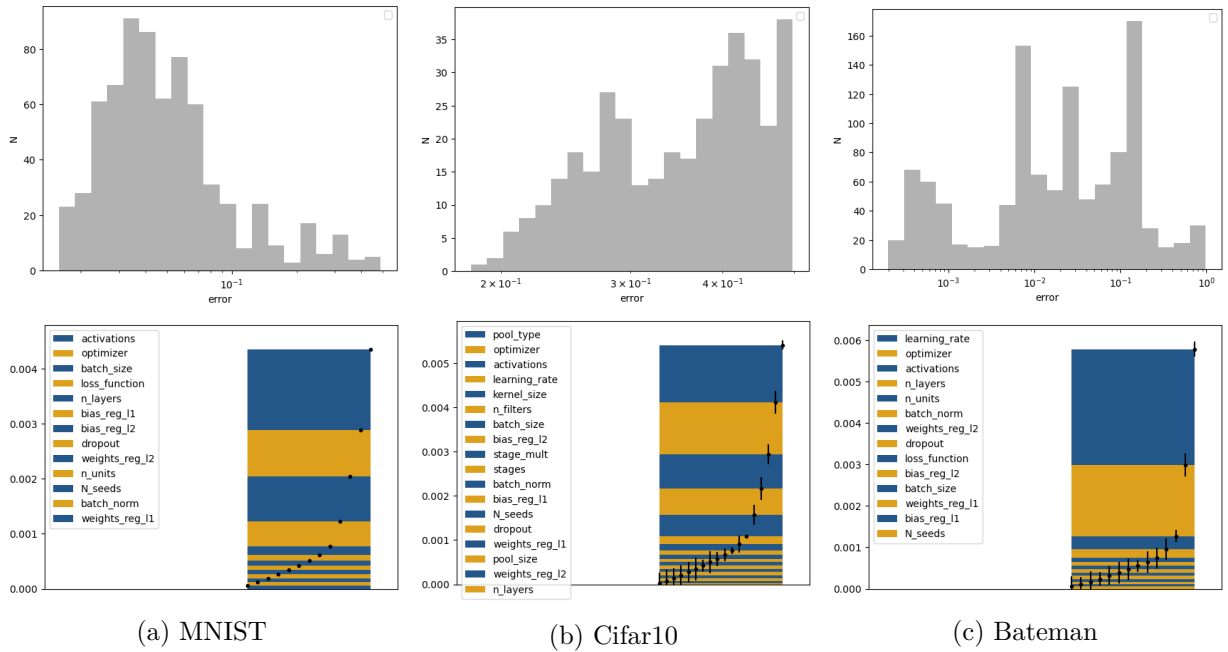 80
60
40
20
0
N
10⁻¹
error
35
30
25
20
15
10
5
0
N
2 × 10⁻¹
3 × 10⁻¹
4 × 10⁻¹
error
160
140
120
100
80
60
40
20
0
N
10⁻³
10⁻²
10⁻¹
10⁰
error
0.004
0.003
0.002
0.001
0.000
activations
optimizer
batch_size
loss_function
n_layers
bias_reg_l1
bias_reg_l2
dropout
weights_reg_l2
n_units
N_seeds
batch_norm
weights_reg_l1
0.005
0.004
0.003
0.002
0.001
0.000
pool_type
optimizer
activations
learning_rate
kernel_size
n_filters
batch_size
bias_reg_l2
stage_mult
stages
batch_norm
bias_reg_l1
N_seeds
dropout
weights_reg_l1
pool_size
weights_reg_l2
n_layers
0.006
0.005
0.004
0.003
0.002
0.001
0.000
learning_rate
optimizer
activations
n_layers
n_units
batch_norm
weights_reg_l2
dropout
loss_function
bias_reg_l2
batch_size
weights_reg_l1
bias_reg_l1
N_seeds
(a) MNIST
(b) Cifar10
(c) Bateman